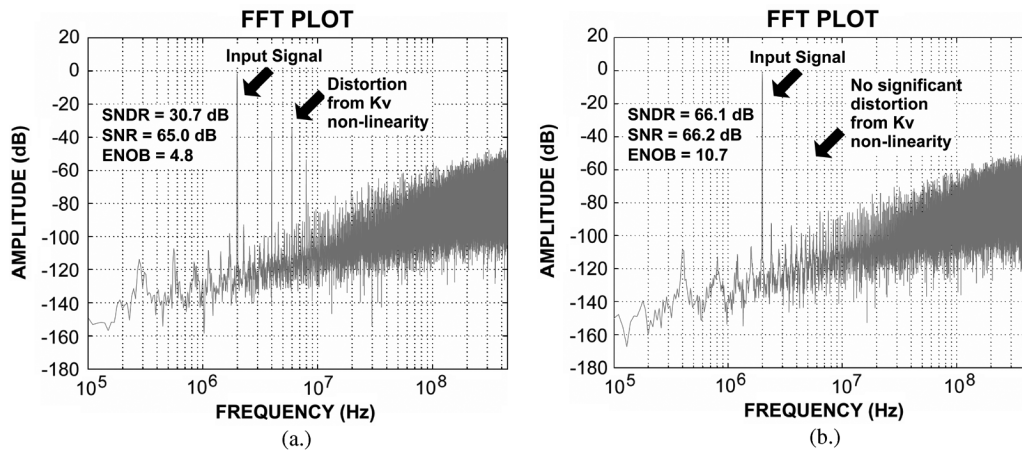 FFT PLOT
20
0
-20
-40
-60
-80
-100
-120
-140
-160
-180
AMPLITUDE (dB)
Input Signal
Distortion
from Kv
non-linearity
SNDR = 30.7 dB
SNR = 65.0 dB
ENOB = 4.8
10^5
10^6
10^7
10^8
FREQUENCY (Hz)
(a.)
FFT PLOT
20
0
-20
-40
-60
-80
-100
-120
-140
-160
-180
AMPLITUDE (dB)
Input Signal
No significant
distortion
from Kv
non-linearity
SNDR = 66.1 dB
SNR = 66.2 dB
ENOB = 10.7
10^5
10^6
10^7
10^8
FREQUENCY (Hz)
(b.)